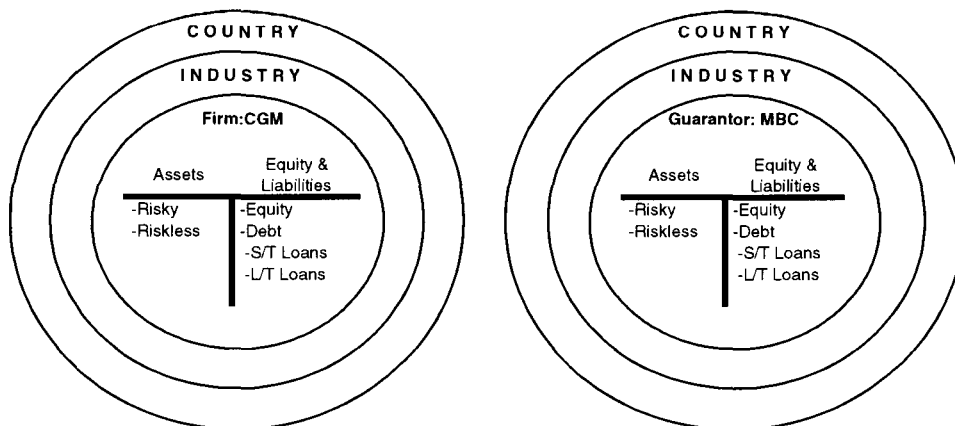 COUNTRY
INDUSTRY
Firm:CGM
Assets
Equity &
Liabilities
-Risky
-Riskless
-Equity
-Debt
-S/T Loans
-L/T Loans
COUNTRY
INDUSTRY
Guarantor: MBC
Assets
Equity &
Liabilities
-Risky
-Riskless
-Equity
-Debt
-S/T Loans
-L/T Loans